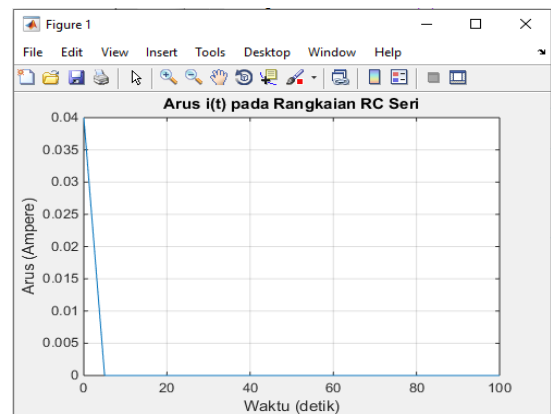 Figure 1
File Edit View Insert Tools Desktop Window Help
Arus i(t) pada Rangkaian RC Seri
0.04
0.035
0.03
0.025
0.02
0.015
0.01
0.005
0
Arus (Ampere)
0 20 40 60 80 100
Waktu (detik)